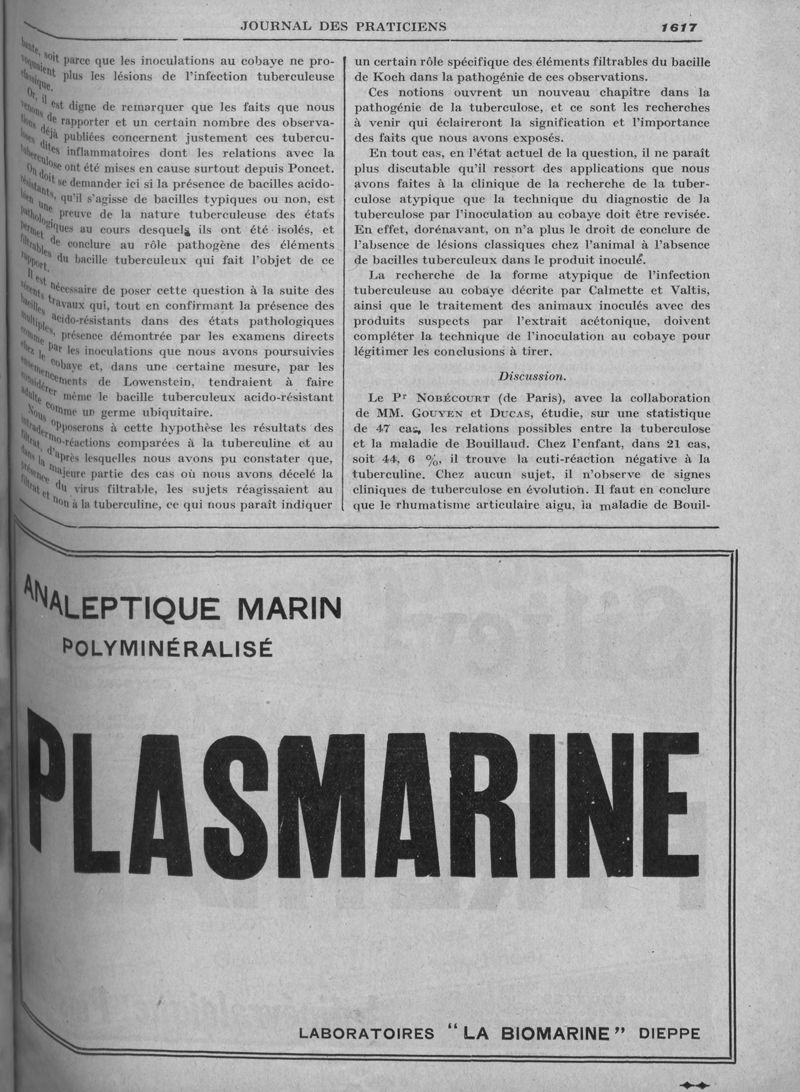 JOURNAL DES PRATICIENS
1617
soit parce que les inoculations au cobaye ne pro-
plus les lésions de l'infection tuberculeuse
classique.
Or, il est digne de remarquer que les faits que nous
venons de rapporter et un certain nombre des observa-
tions déjà publiées concernent justement ces tubercu-
loses dites inflammatoires dont les relations avec la
tuberculose ont été mises en cause surtout depuis Poncet.
On doit se demander ici si la présence de bacilles acido-
résistants, qu'il s'agisse de bacilles typiques ou non, est
bien une preuve de la nature tuberculeuse des états
pathologiques au cours desquels ils ont été isolés, et
permet de conclure au rôle pathogène des éléments
filtrables du bacille tuberculeux qui fait l'objet de ce
rapport.
Il est nécessaire de poser cette question à la suite des
récents travaux qui, tout en confirmant la présence des
bacilles acido-résistants dans des états pathologiques
multiples, présence démontrée par les examens directs
comme par les inoculations que nous avons poursuivies
chez le cobaye et, dans une certaine mesure, par les
ensemencements de Lowenstein, tendraient à faire
considérer même le bacille tuberculeux acido-résistant
adulte comme un germe ubiquitaire.
Nous opposerons à cette hypothèse les résultats des
intradermo-réactions comparées à la tuberculine et au
filtrat, d'après lesquelles nous avons pu constater que,
dans la majeure partie des cas où nous avons décelé la
présence du virus filtrable, les sujets réagissaient au
filtrat et non à la tuberculine, ce qui nous paraît indiquer
un certain rôle spécifique des éléments filtrables du bacille
de Koch dans la pathogénie de ces observations.
Ces notions ouvrent un nouveau chapitre dans la
pathogénie de la tuberculose, et ce sont les recherches
à venir qui éclaireront la signification et l'importance
des faits que nous avons exposés.
En tout cas, en l'état actuel de la question, il ne paraît
plus discutable qu'il ressort des applications que nous
avons faites à la clinique de la recherche de la tuber-
culose atypique que la technique du diagnostic de la
tuberculose par l'inoculation au cobaye doit être revisée.
En effet, dorénavant, on n'a plus le droit de conclure de
l'absence de lésions classiques chez l'animal à l'absence
de bacilles tuberculeux dans le produit inoculé.
La recherche de la forme atypique de l'infection
tuberculeuse au cobaye décrite par Calmette et Valtis,
ainsi que le traitement des animaux inoculés avec des
produits suspects par l'extrait acétonique, doivent
compléter la technique de l'inoculation au cobaye pour
légitimer les conclusions à tirer.
Discussion.
Le Pr NOBÉCOURT (de Paris), avec la collaboration
de MM. GOUYEN et DUCAS, étudie, sur une statistique
de 47 cas, les relations possibles entre la tuberculose
et la maladie de Bouillaud. Chez l'enfant, dans 21 cas,
soit 44, 6 %, il trouve la cuti-réaction négative à la
tuberculine. Chez aucun sujet, il n'observe de signes
cliniques de tuberculose en évolution. Il faut en conclure
que le rhumatisme articulaire aigu, la maladie de Bouil-
ANALEPTIQUE MARIN
POLYMINÉRALISÉ
PLASMARINE
LABORATOIRES "LA BIOMARINE" DIEPPE